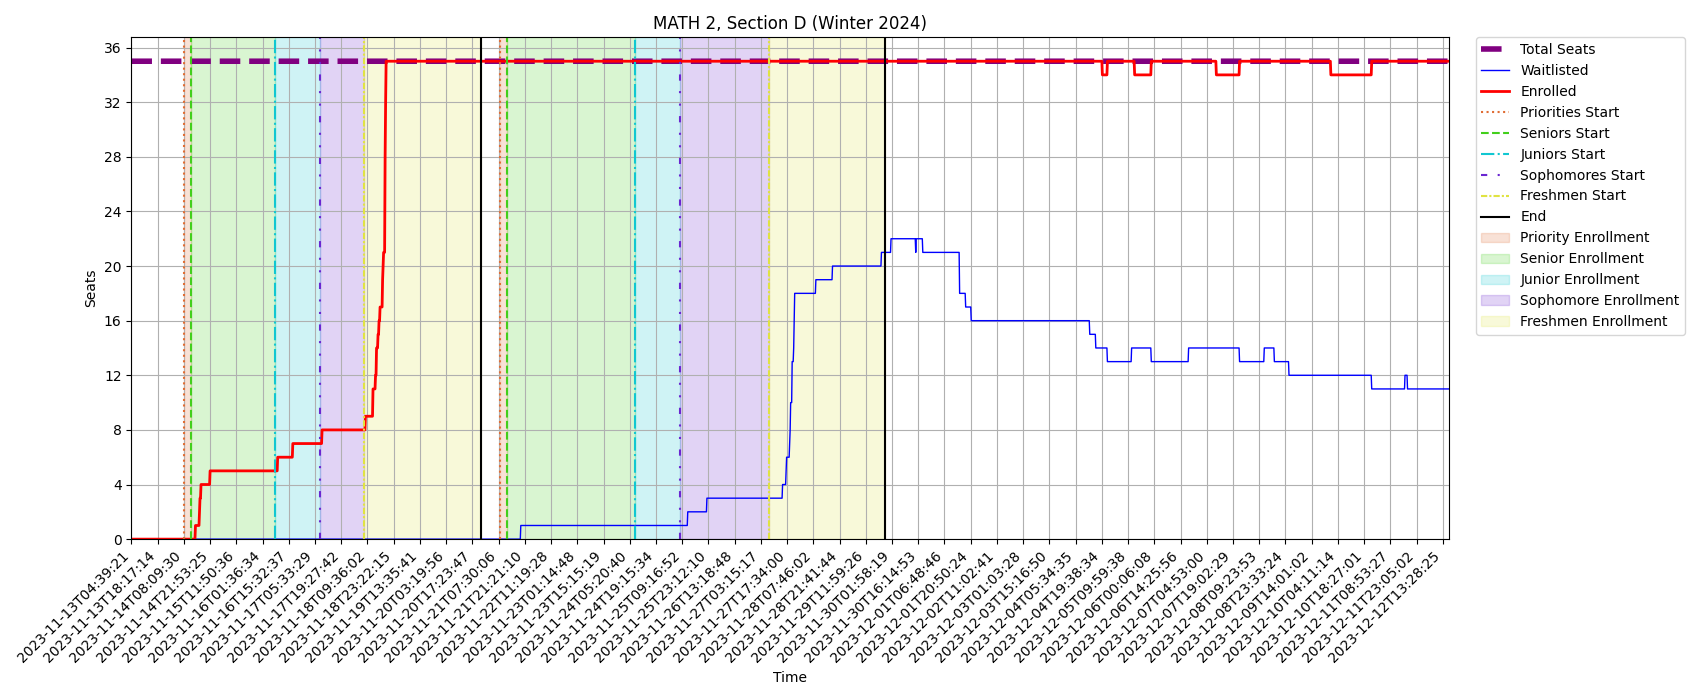 MATH 2, Section D (Winter 2024)
Seats
36
32
28
24
20
16
12
8
4
0
2023-11-13T04:39:21
2023-11-13T18:17:14
2023-11-14T08:09:30
2023-11-14T21:53:25
2023-11-15T11:50:36
2023-11-16T01:36:34
2023-11-16T15:32:37
2023-11-17T05:33:29
2023-11-17T19:27:42
2023-11-18T09:36:02
2023-11-18T23:22:15
2023-11-19T13:35:41
2023-11-20T03:19:56
2023-11-20T17:23:47
2023-11-21T07:30:06
2023-11-21T21:21:10
2023-11-22T11:19:28
2023-11-23T01:14:48
2023-11-23T15:15:19
2023-11-24T05:20:40
2023-11-24T19:15:34
2023-11-25T09:16:52
2023-11-25T23:12:10
2023-11-26T13:18:48
2023-11-27T03:15:17
2023-11-27T17:34:00
2023-11-28T07:46:02
2023-11-28T21:41:44
2023-11-29T11:59:26
2023-11-30T01:58:19
2023-11-30T16:14:53
2023-12-01T06:48:46
2023-12-01T20:50:24
2023-12-02T11:02:41
2023-12-03T01:03:28
2023-12-03T15:16:50
2023-12-04T05:34:35
2023-12-04T19:38:34
2023-12-05T09:59:38
2023-12-06T00:06:08
2023-12-06T14:25:56
2023-12-07T04:53:00
2023-12-07T19:02:29
2023-12-08T09:23:53
2023-12-08T23:33:24
2023-12-09T14:01:02
2023-12-10T04:11:14
2023-12-10T18:27:01
2023-12-11T08:53:27
2023-12-11T23:05:02
2023-12-12T13:28:25
Time
Total Seats
Waitlisted
Enrolled
Priorities Start
Seniors Start
Juniors Start
Sophomores Start
Freshmen Start
End
Priority Enrollment
Senior Enrollment
Junior Enrollment
Sophomore Enrollment
Freshmen Enrollment